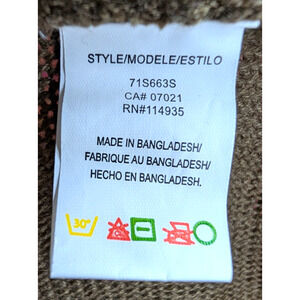 STYLE/MODELE/ESTILO
71S663S
CA# 07021
RN#114935
MADE IN BANGLADESH/
FABRIQUE AU BANGLADESH/
HECHO EN BANGLADESH.
30°